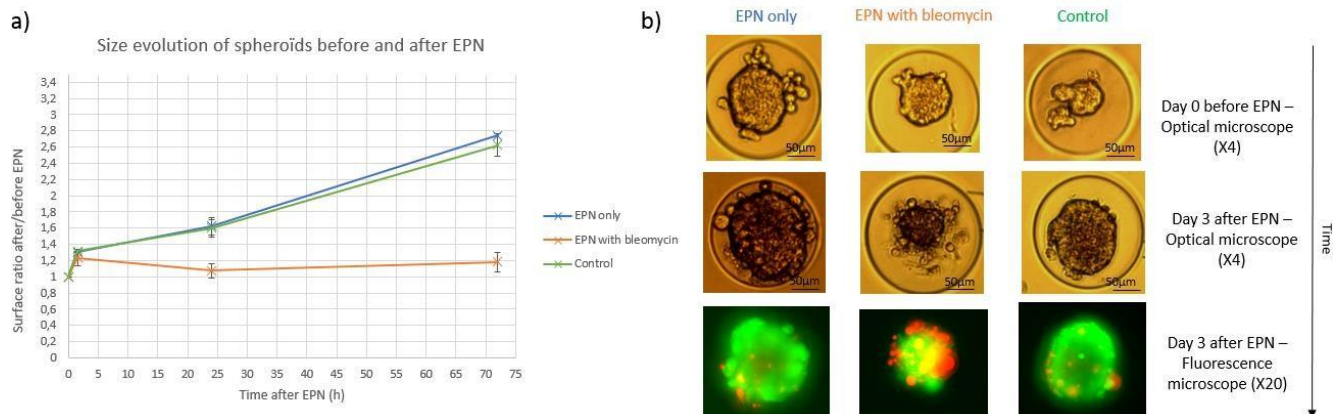 a)
Size evolution of spheroïds before and after EPN
Surface ratio after/before EPN
3,4
3,2
3
2,8
2,6
2,4
2,2
2
1,8
1,6
1,4
1,2
1
0,8
0,6
0,4
0,2
0
0 5 10 15 20 25 30 35 40 45 50 55 60 65 70 75
Time after EPN (h)
EPN only
EPN with bleomycin
Control
b)
EPN only EPN with bleomycin Control
50µm 50µm 50µm
Day 0 before EPN –
Optical microscope
(X4)
50µm 50µm 50µm
Day 3 after EPN –
Optical microscope
(X4)
Day 3 after EPN –
Fluorescence
microscope (X20)
Time